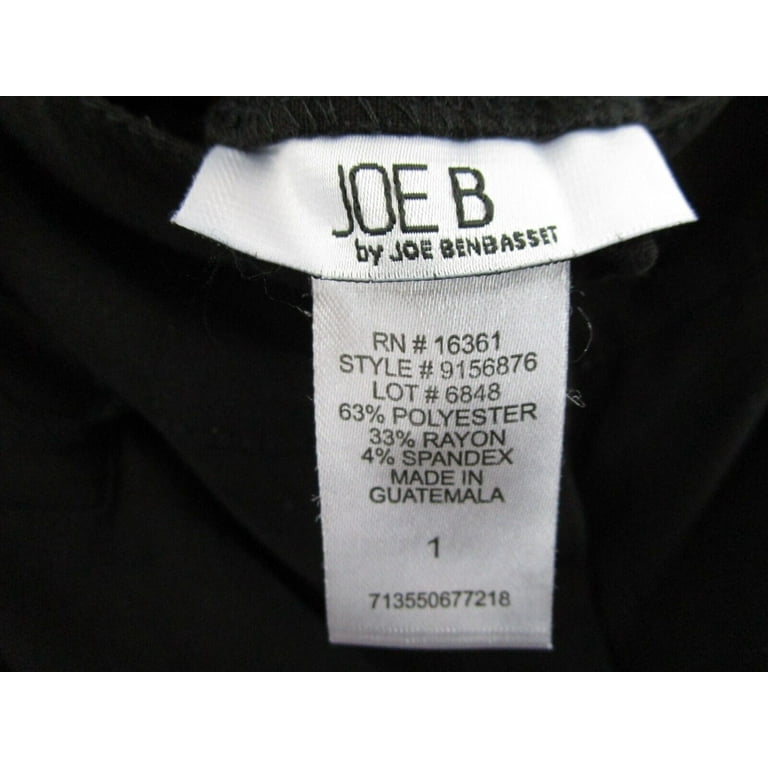 JOE B
by JOE BENBASSET
RN # 16361
STYLE # 9156876
LOT # 6848
63% POLYESTER
33% RAYON
4% SPANDEX
MADE IN
GUATEMALA
1
713550677218